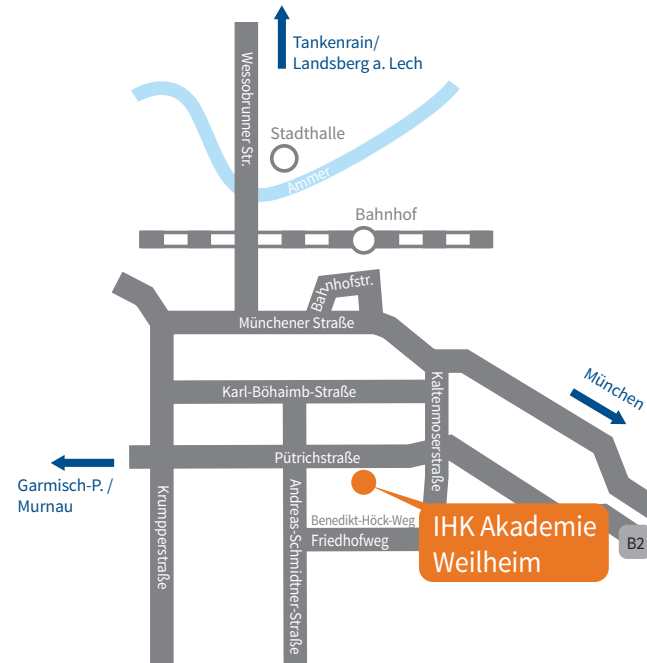 Tankenrain/
Landsberg a. Lech
Wessobrunner Str.
Stadthalle
Ammer
Bahnhof
Bahnhofstr.
Münchener Straße
München
Karl-Böhaimb-Straße
Kaltenmoserstraße
Pütrichstraße
Garmisch-P. /
Murnau
Krumpperstraße
Andreas-Schmidtner-Straße
Benedikt-Höck-Weg
Friedhofweg
IHK Akademie
Weilheim
B2